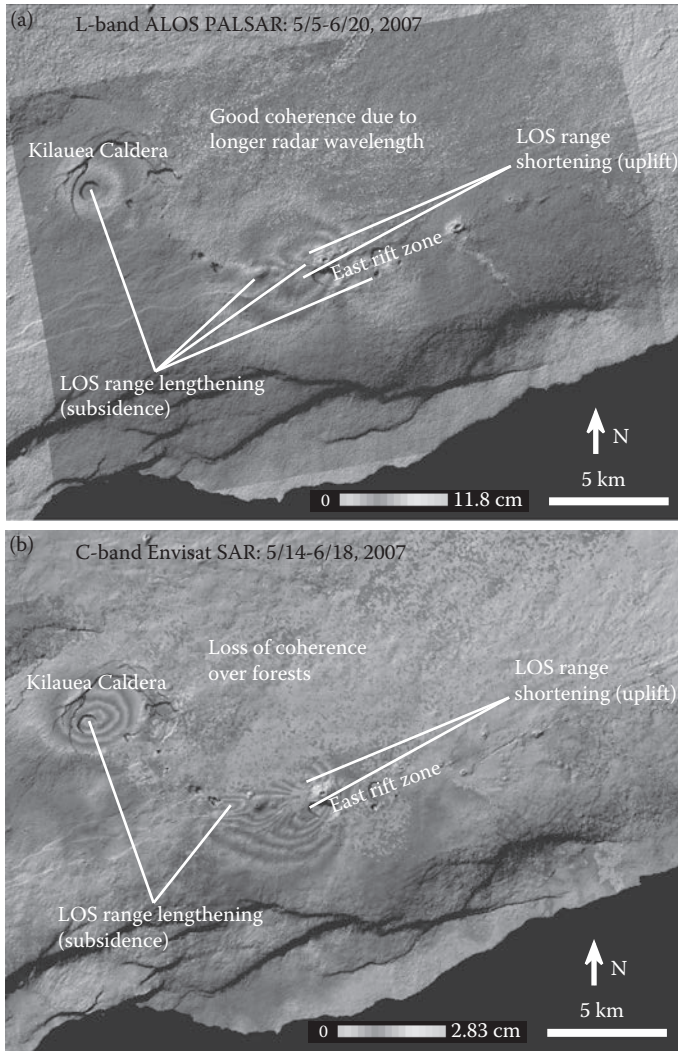 (a)
L-band ALOS PALSAR: 5/5-6/20, 2007
Good coherence due to
longer radar wavelength
LOS range
shortening (uplift)
Kilauea Caldera
East rift zone
LOS range lengthening
(subsidence)
N
5 km
0
11.8 cm
(b)
C-band Envisat SAR: 5/14-6/18, 2007
Loss of coherence
over forests
LOS range
shortening (uplift)
Kilauea Caldera
East rift zone
LOS range lengthening
(subsidence)
N
5 km
0
2.83 cm